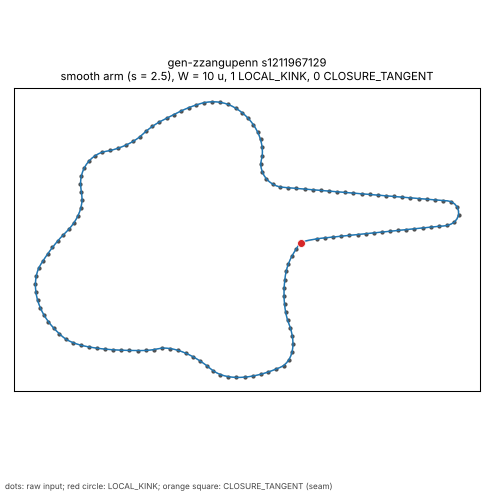 gen-zzangupenn s1211967129
smooth arm (s = 2.5), W = 10 u, 1 LOCAL_KINK, 0 CLOSURE_TANGENT
dots: raw input; red circle: LOCAL_KINK; orange square: CLOSURE_TANGENT (seam)